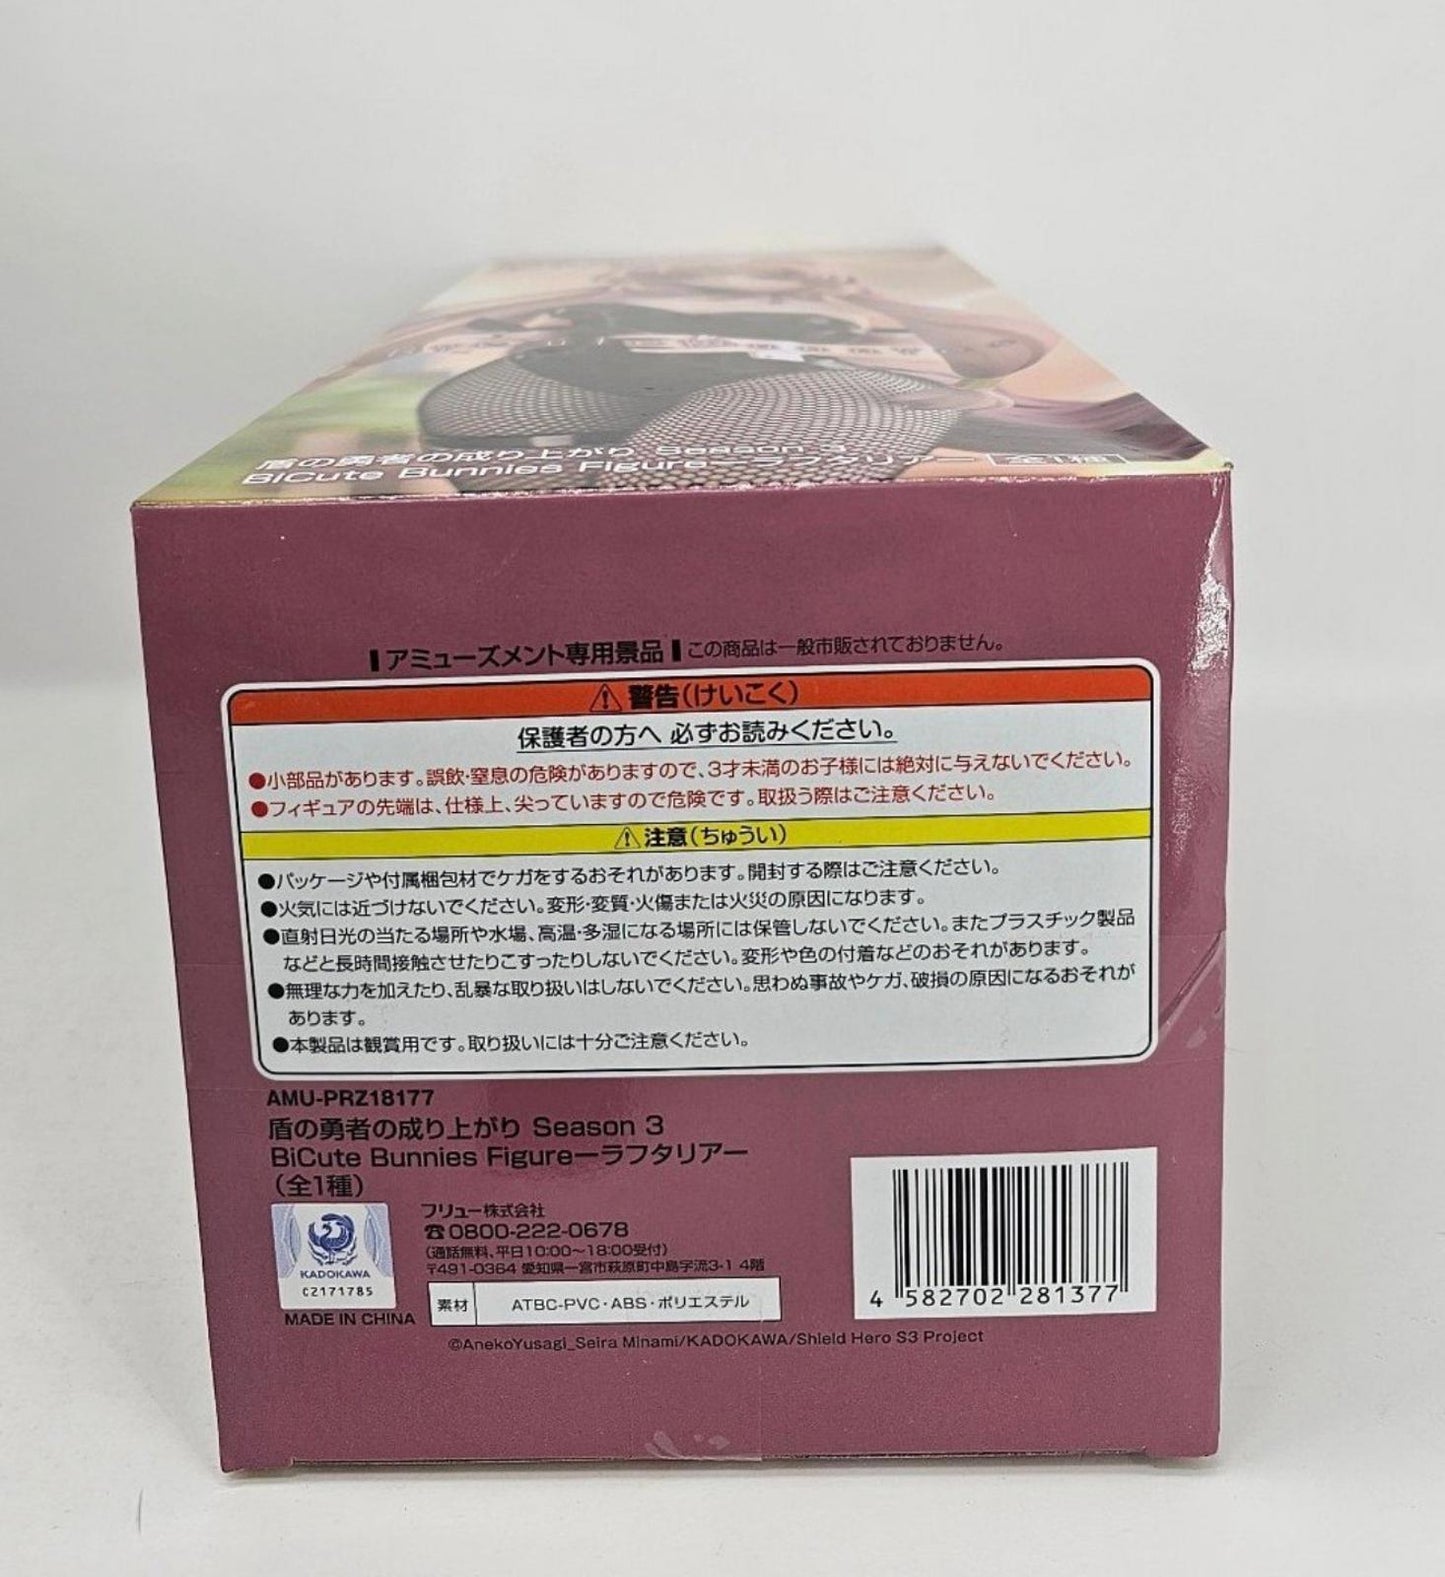 盾の勇者の成り上がり Season 3
BiCute Bunnies Figureーラフタリアー 全1種
アミューズメント専用景品 この商品は一般市販されておりません。
警告(けいこく)
保護者の方へ 必ずお読みください。
●小部品があります。誤飲・窒息の危険がありますので、3才未満のお子様には絶対に与えないでください。
●フィギュアの先端は、仕様上、尖っていますので危険です。取扱う際はご注意ください。
注意(ちゅうい)
●パッケージや付属梱包材でケガをするおそれがあります。開封する際はご注意ください。
●火気には近づけないでください。変形・変質・火傷または火災の原因になります。
●直射日光の当たる場所や水場、高温・多湿になる場所には保管しないでください。またプラスチック製品
などと長時間接触させたりこすったりしないでください。変形や色の付着などのおそれがあります。
●無理な力を加えたり、乱暴な取り扱いはしないでください。思わぬ事故やケガ、破損の原因になるおそれが
あります。
●本製品は観賞用です。取り扱いには十分ご注意ください。
AMU-PRZ18177
盾の勇者の成り上がり Season 3
BiCute Bunnies Figureーラフタリアー
(全1種)
KADOKAWA
CZ171785
MADE IN CHINA
フリュー株式会社
☎0800-222-0678
(通話無料、平日10:00～18:00受付)
〒491-0364 愛知県一宮市萩原町中島字流3-1 4階
素材 ATBC-PVC・ABS・ポリエステル
4 582702 281377
©AnekoYusagi_Seira Minami/KADOKAWA/Shield Hero S3 Project